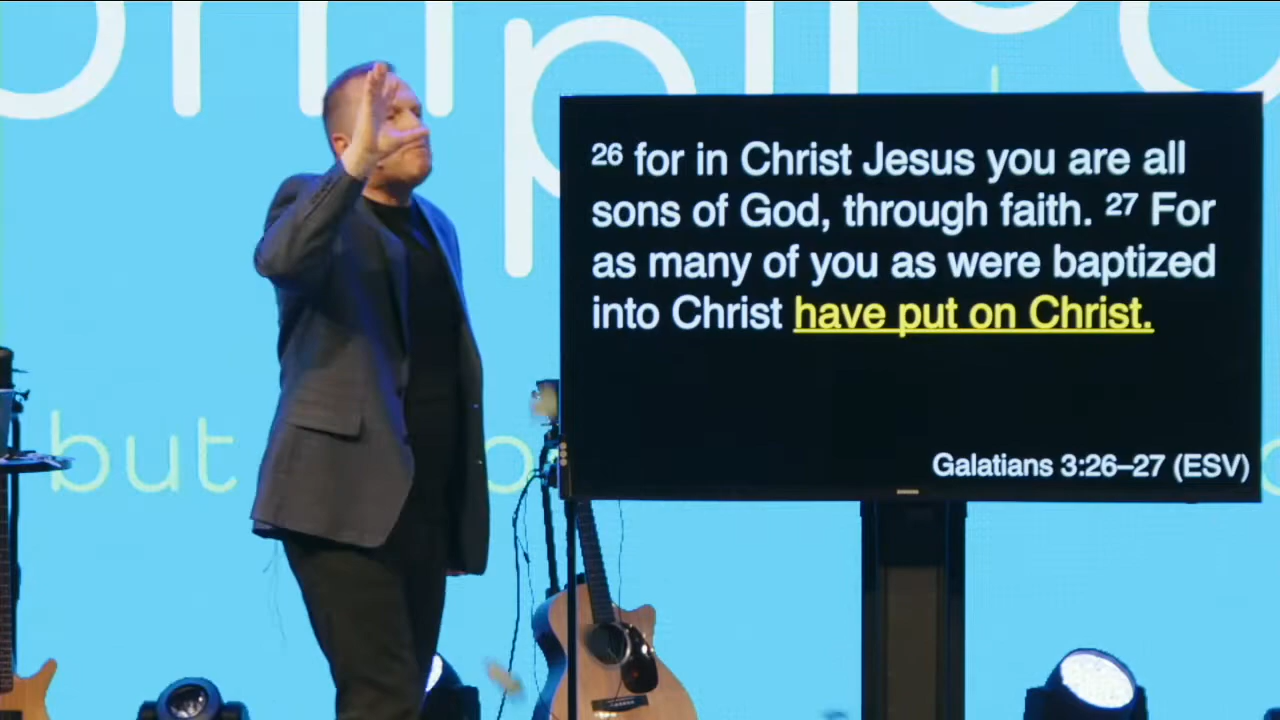 but
26 for in Christ Jesus you are all
sons of God, through faith. 27 For
as many of you as were baptized
into Christ have put on Christ.
Galatians 3:26–27 (ESV)